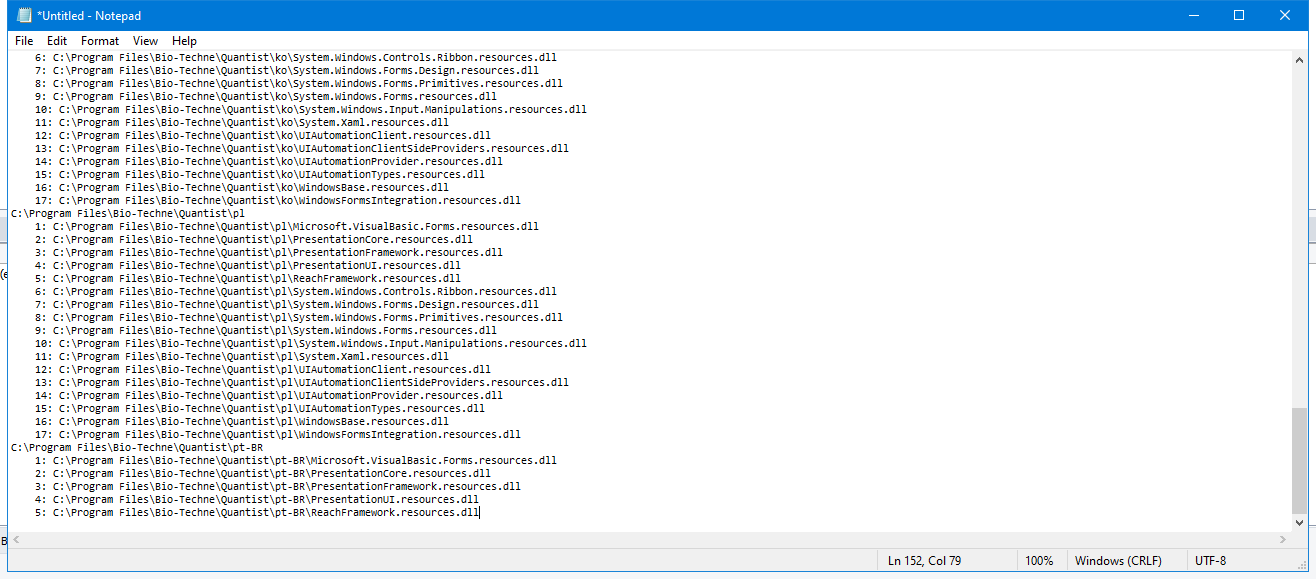 *Untitled - Notepad
File Edit Format View Help
6: C:\Program Files\Bio-Techne\Quantist\ko\System.Windows.Controls.Ribbon.resources.dll
7: C:\Program Files\Bio-Techne\Quantist\ko\System.Windows.Forms.Design.resources.dll
8: C:\Program Files\Bio-Techne\Quantist\ko\System.Windows.Forms.Primitives.resources.dll
9: C:\Program Files\Bio-Techne\Quantist\ko\System.Windows.Forms.resources.dll
10: C:\Program Files\Bio-Techne\Quantist\ko\System.Windows.Input.Manipulations.resources.dll
11: C:\Program Files\Bio-Techne\Quantist\ko\System.Xaml.resources.dll
12: C:\Program Files\Bio-Techne\Quantist\ko\UIAutomationClient.resources.dll
13: C:\Program Files\Bio-Techne\Quantist\ko\UIAutomationClientSideProviders.resources.dll
14: C:\Program Files\Bio-Techne\Quantist\ko\UIAutomationProvider.resources.dll
15: C:\Program Files\Bio-Techne\Quantist\ko\UIAutomationTypes.resources.dll
16: C:\Program Files\Bio-Techne\Quantist\ko\WindowsBase.resources.dll
17: C:\Program Files\Bio-Techne\Quantist\ko\WindowsFormsIntegration.resources.dll
C:\Program Files\Bio-Techne\Quantist\pl
1: C:\Program Files\Bio-Techne\Quantist\pl\Microsoft.VisualBasic.Forms.resources.dll
2: C:\Program Files\Bio-Techne\Quantist\pl\PresentationCore.resources.dll
3: C:\Program Files\Bio-Techne\Quantist\pl\PresentationFramework.resources.dll
4: C:\Program Files\Bio-Techne\Quantist\pl\PresentationUI.resources.dll
5: C:\Program Files\Bio-Techne\Quantist\pl\ReachFramework.resources.dll
6: C:\Program Files\Bio-Techne\Quantist\pl\System.Windows.Controls.Ribbon.resources.dll
7: C:\Program Files\Bio-Techne\Quantist\pl\System.Windows.Forms.Design.resources.dll
8: C:\Program Files\Bio-Techne\Quantist\pl\System.Windows.Forms.Primitives.resources.dll
9: C:\Program Files\Bio-Techne\Quantist\pl\System.Windows.Forms.resources.dll
10: C:\Program Files\Bio-Techne\Quantist\pl\System.Windows.Input.Manipulations.resources.dll
11: C:\Program Files\Bio-Techne\Quantist\pl\System.Xaml.resources.dll
12: C:\Program Files\Bio-Techne\Quantist\pl\UIAutomationClient.resources.dll
13: C:\Program Files\Bio-Techne\Quantist\pl\UIAutomationClientSideProviders.resources.dll
14: C:\Program Files\Bio-Techne\Quantist\pl\UIAutomationProvider.resources.dll
15: C:\Program Files\Bio-Techne\Quantist\pl\UIAutomationTypes.resources.dll
16: C:\Program Files\Bio-Techne\Quantist\pl\WindowsBase.resources.dll
17: C:\Program Files\Bio-Techne\Quantist\pl\WindowsFormsIntegration.resources.dll
C:\Program Files\Bio-Techne\Quantist\pt-BR
1: C:\Program Files\Bio-Techne\Quantist\pt-BR\Microsoft.VisualBasic.Forms.resources.dll
2: C:\Program Files\Bio-Techne\Quantist\pt-BR\PresentationCore.resources.dll
3: C:\Program Files\Bio-Techne\Quantist\pt-BR\PresentationFramework.resources.dll
4: C:\Program Files\Bio-Techne\Quantist\pt-BR\PresentationUI.resources.dll
5: C:\Program Files\Bio-Techne\Quantist\pt-BR\ReachFramework.resources.dll
Ln 152, Col 79 100% Windows (CRLF) UTF-8